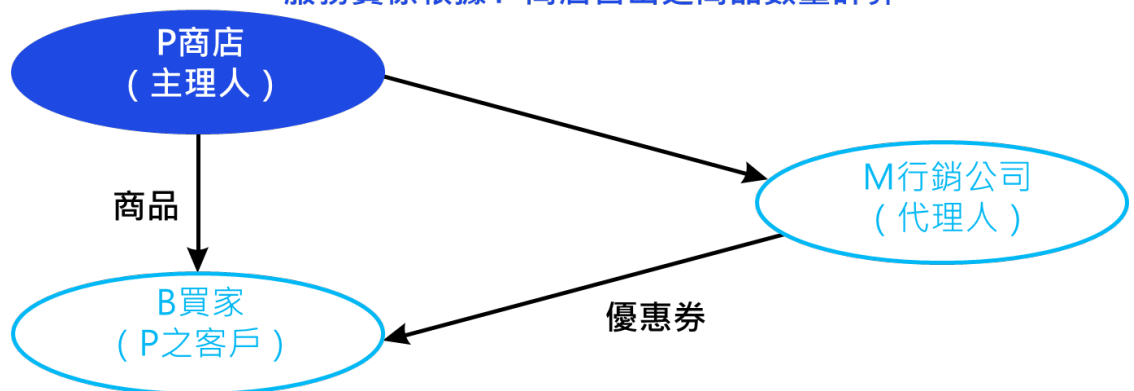 P商店
（主理人）
M行銷公司
（代理人）
商品
優惠券
B買家
（P之客戶）